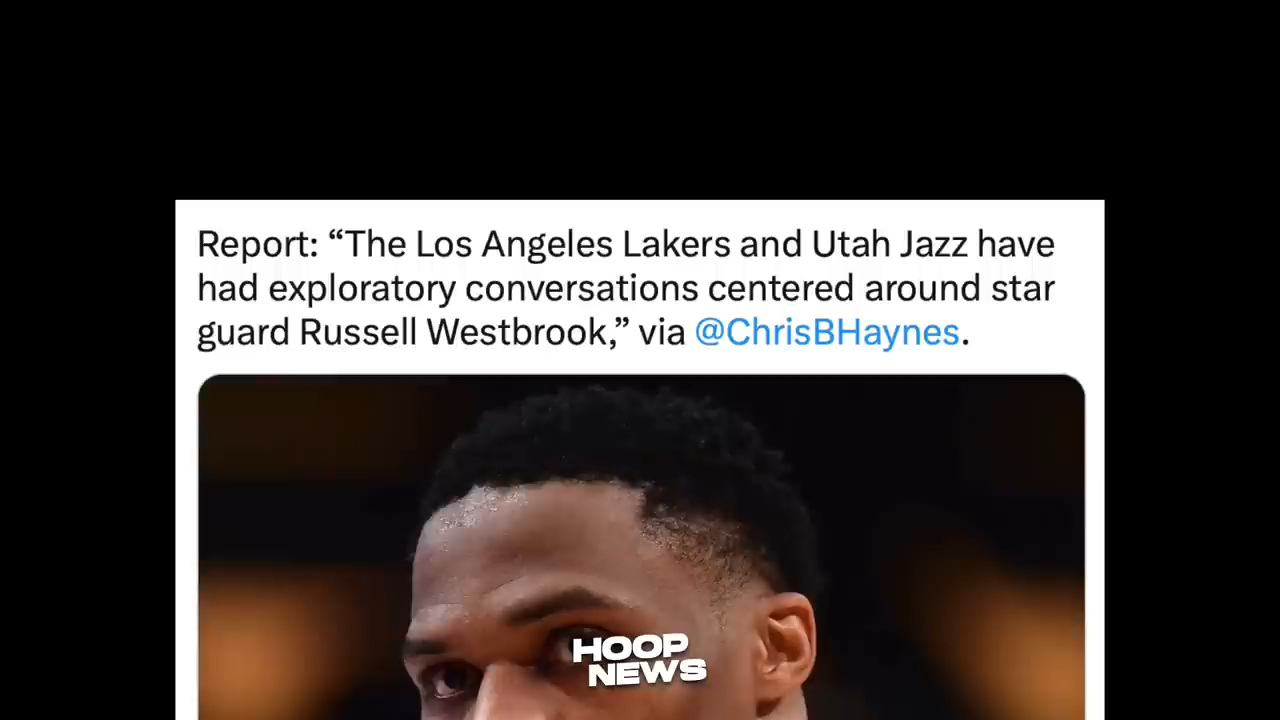 Report: “The Los Angeles Lakers and Utah Jazz have
had exploratory conversations centered around star
guard Russell Westbrook,” via @ChrisBHaynes.
HOOP
NEWS